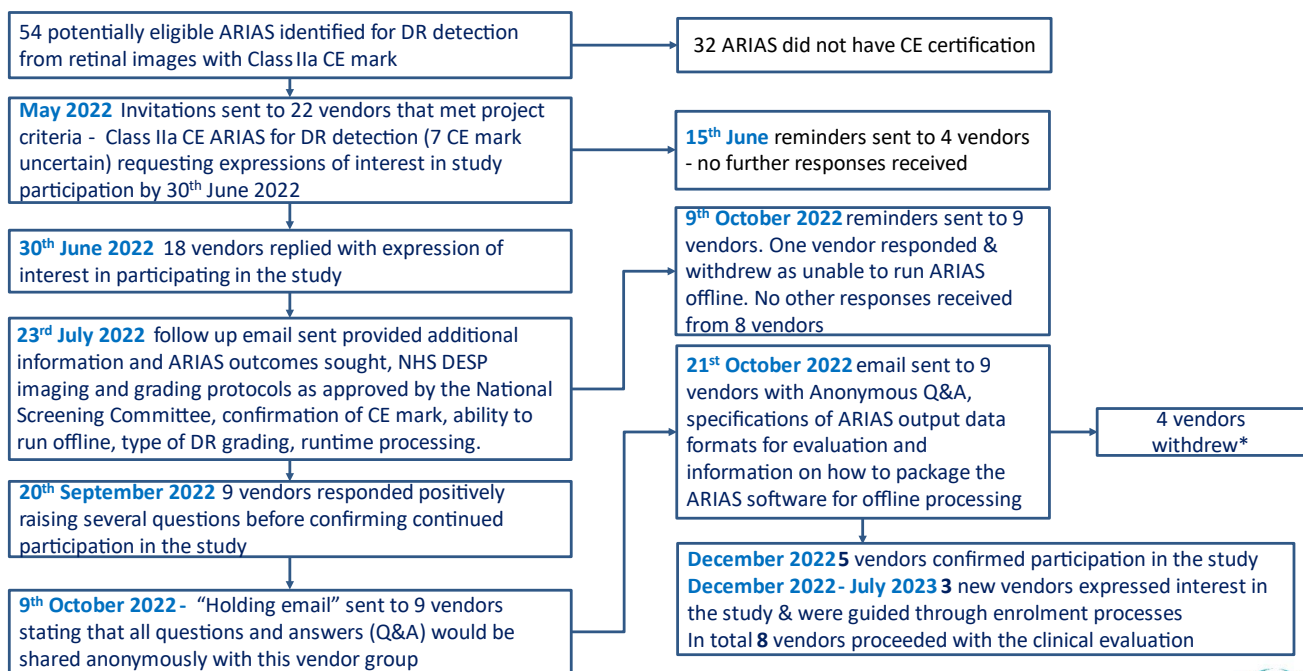 54 potentially eligible ARIAS identified for DR detection
from retinal images with Class IIa CE mark
32 ARIAS did not have CE certification
May 2022 Invitations sent to 22 vendors that met project
criteria - Class IIa CE ARIAS for DR detection (7 CE mark
uncertain) requesting expressions of interest in study
participation by 30th June 2022
15th June reminders sent to 4 vendors
- no further responses received
30th June 2022 18 vendors replied with expression of
interest in participating in the study
9th October 2022 reminders sent to 9
vendors. One vendor responded &
withdrew as unable to run ARIAS
offline. No other responses received
from 8 vendors
23rd July 2022 follow up email sent provided additional
information and ARIAS outcomes sought, NHS DESP
imaging and grading protocols as approved by the National
Screening Committee, confirmation of CE mark, ability to
run offline, type of DR grading, runtime processing.
21st October 2022 email sent to 9
vendors with Anonymous Q&A,
specifications of ARIAS output data
formats for evaluation and
information on how to package the
ARIAS software for offline processing
4 vendors
withdrew*
20th September 2022 9 vendors responded positively
raising several questions before confirming continued
participation in the study
9th October 2022 - "Holding email" sent to 9 vendors
stating that all questions and answers (Q&A) would be
shared anonymously with this vendor group
December 2022 5 vendors confirmed participation in the study
December 2022 - July 2023 3 new vendors expressed interest in
the study & were guided through enrolment processes
In total 8 vendors proceeded with the clinical evaluation